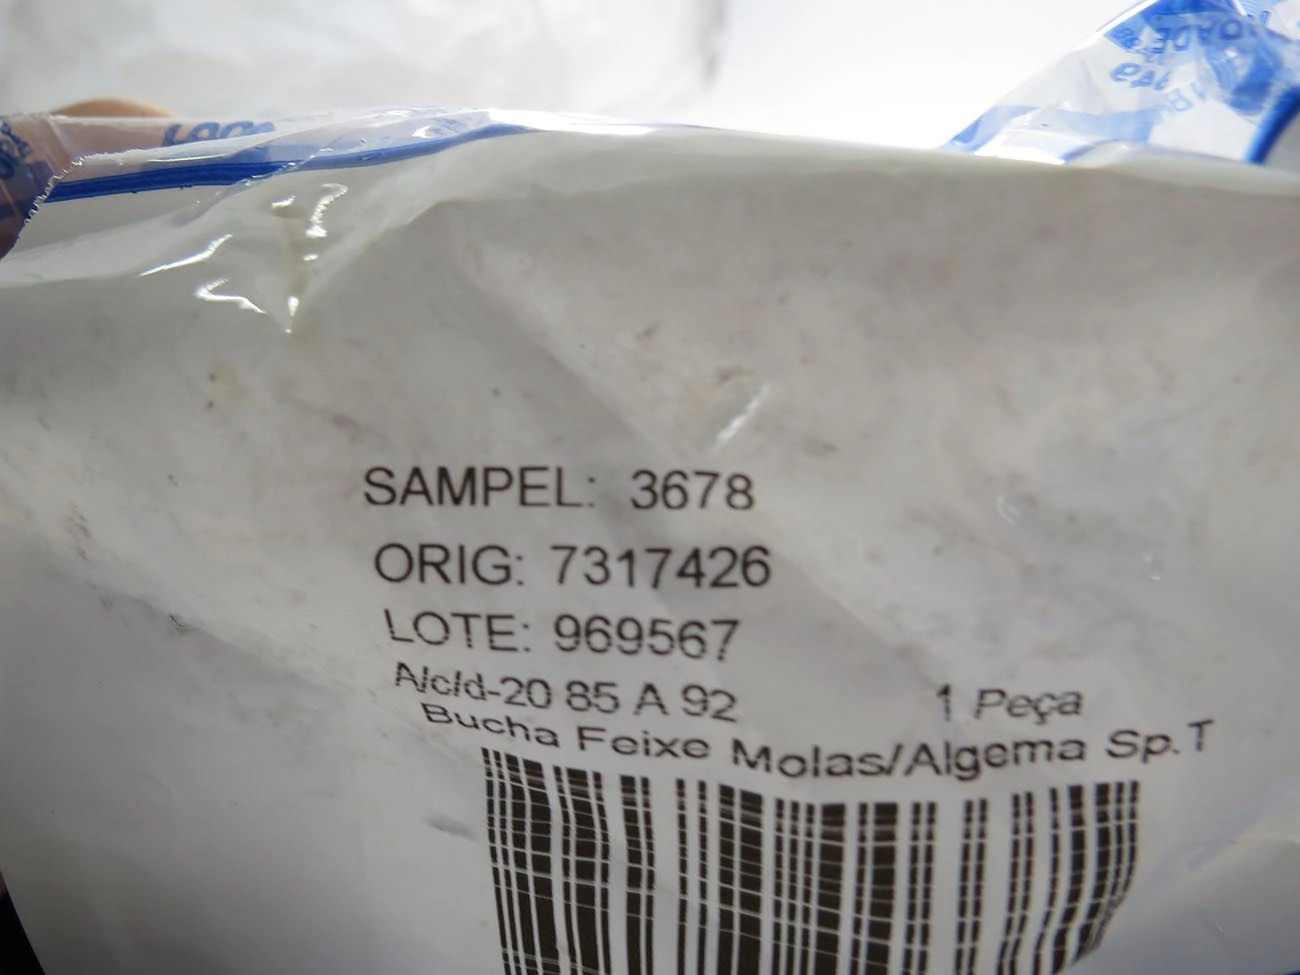 SAMPEL: 3678
ORIG: 7317426
LOTE: 969567
A/c/d-20 85 A 92 1 Peça
Bucha Feixe Molas/Algema Sp.T